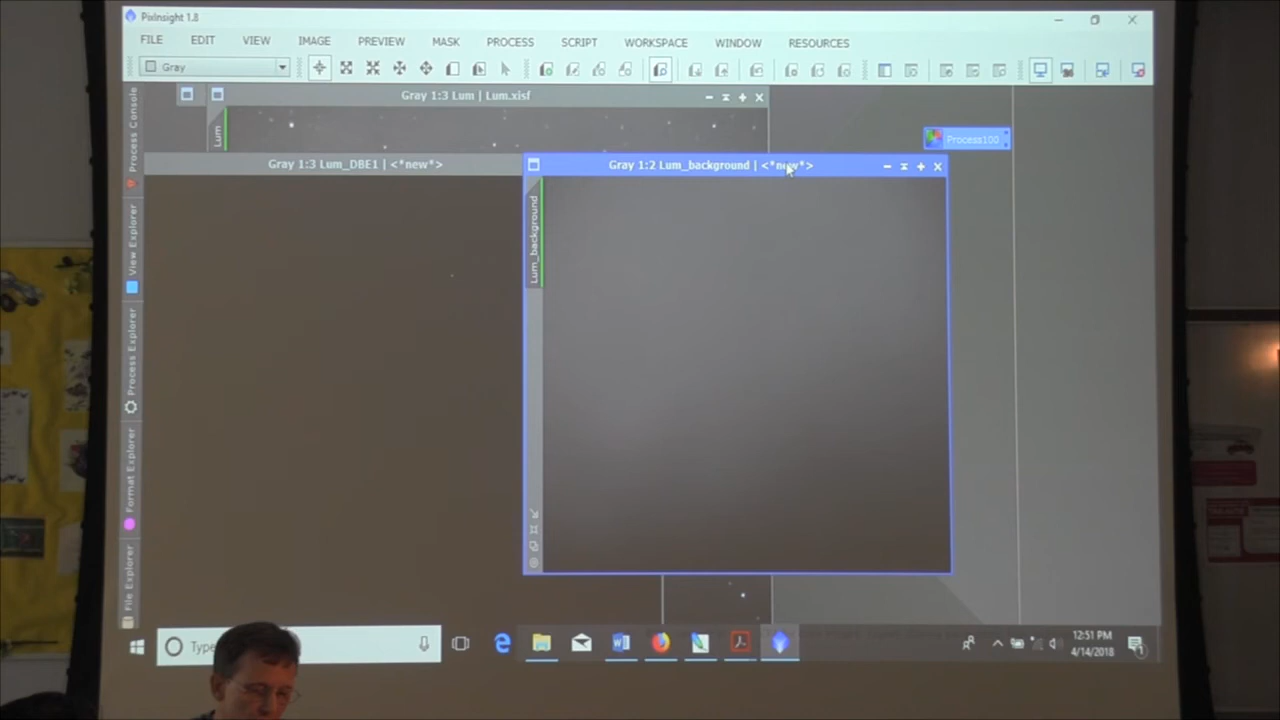 PixInsight 1.8
FILE EDIT VIEW IMAGE PREVIEW MASK PROCESS SCRIPT WORKSPACE WINDOW RESOURCES
Gray
Gray 1:3 Lum | Lum.xisf
Lum
Process100
Gray 1:3 Lum_DBE1 | <*new*>
Gray 1:2 Lum_background | <*new*>
Lum_background
Process Console
View Explorer
Process Explorer
Format Explorer
File Explorer
Type
12:51 PM
4/14/2018
1